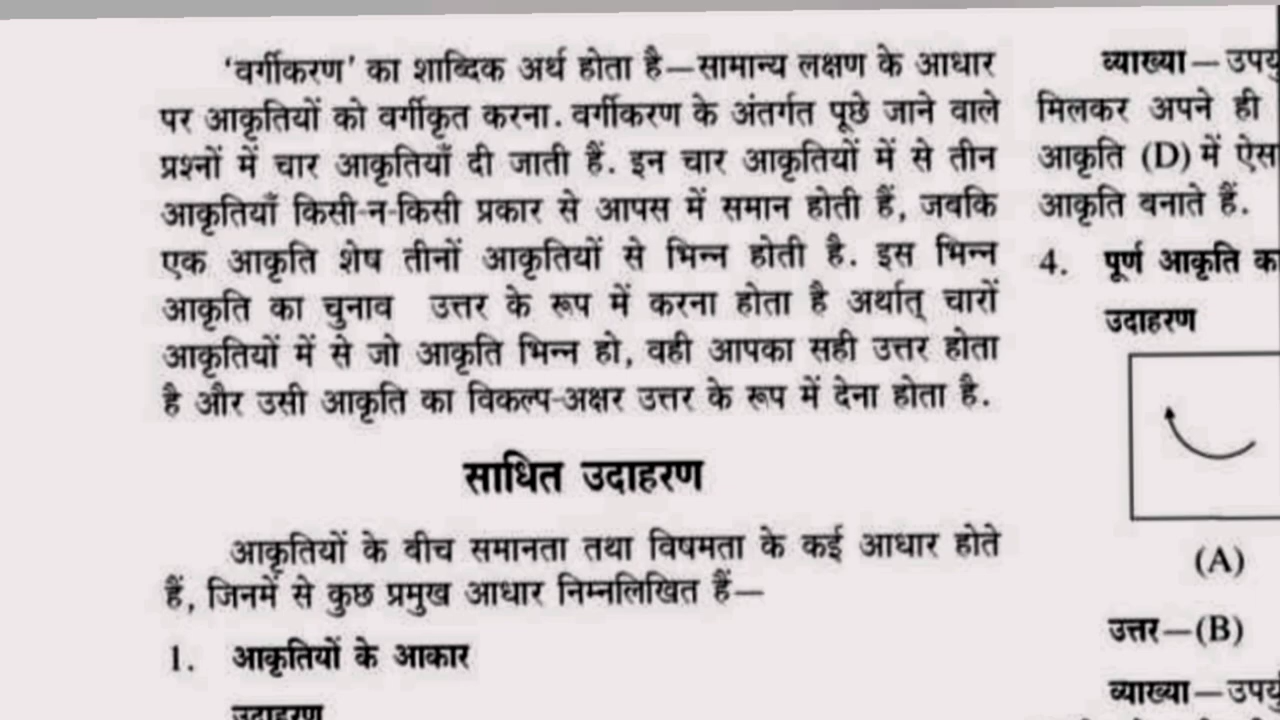 'वर्गीकरण' का शाब्दिक अर्थ होता है—सामान्य लक्षण के आधार
पर आकृतियों को वर्गीकृत करना. वर्गीकरण के अंतर्गत पूछे जाने वाले
प्रश्नों में चार आकृतियाँ दी जाती हैं. इन चार आकृतियों में से तीन
आकृतियाँ किसी-न-किसी प्रकार से आपस में समान होती हैं, जबकि
एक आकृति शेष तीनों आकृतियों से भिन्न होती है. इस भिन्न
आकृति का चुनाव उत्तर के रूप में करना होता है अर्थात् चारों
आकृतियों में से जो आकृति भिन्न हो, वही आपका सही उत्तर होता
है और उसी आकृति का विकल्प-अक्षर उत्तर के रूप में देना होता है.
साधित उदाहरण
आकृतियों के बीच समानता तथा विषमता के कई आधार होते
हैं, जिनमें से कुछ प्रमुख आधार निम्नलिखित हैं—
1. आकृतियों के आकार
उदाहरण
व्याख्या—
मिलकर अपने ही
आकृति (D) में
आकृति बनाते हैं.
4. पूर्ण आकृति
उदाहरण
(A)
उत्तर—(B)
व्याख्या—